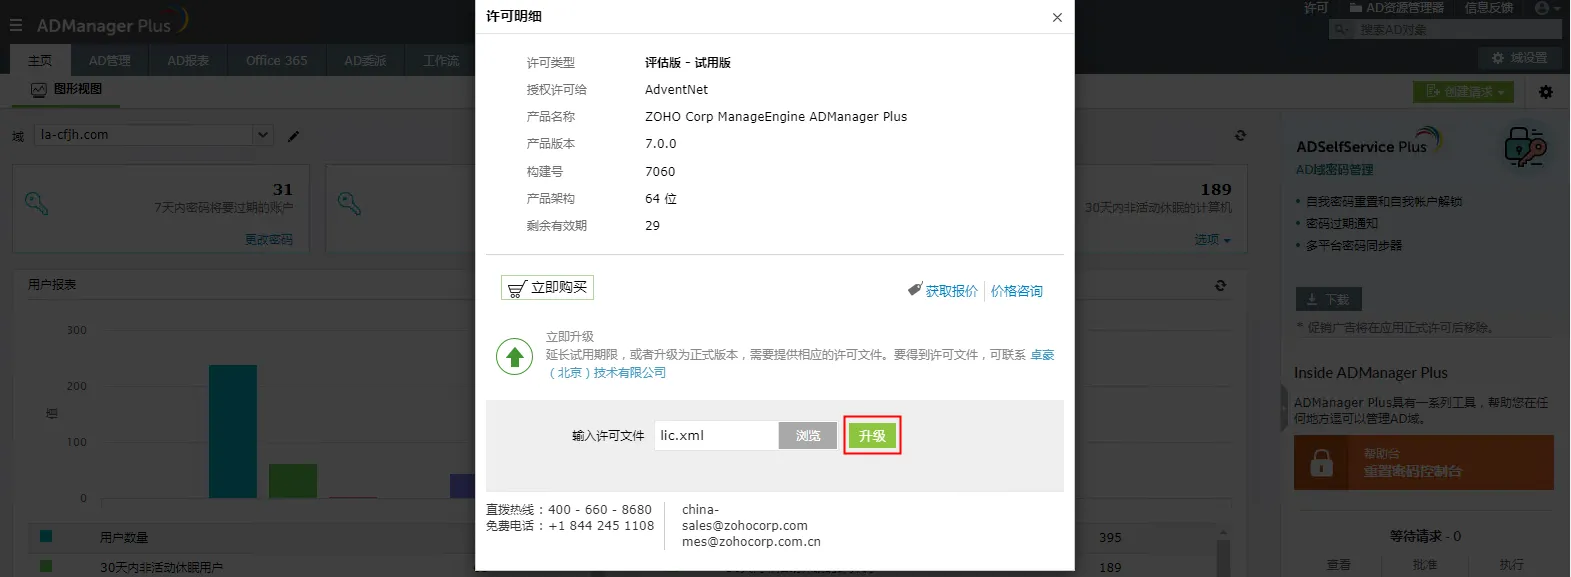 ADManager Plus
许可
AD资源管理器
信息反馈
搜索AD对象
主页
AD管理
AD报表
Office 365
AD委派
工作流
域设置
图形视图
创建请求
域
la-cfjh.com
31
7天内密码将要过期的账户
更改密码
189
30天内非活动休眠的计算机
选项
用户报表
300
200
100
0
值
用户数量
30天内非活动休眠用户
395
189
许可明细
许可类型 评估版 - 试用版
授权许可给 AdventNet
产品名称 ZOHO Corp ManageEngine ADManager Plus
产品版本 7.0.0
构建号 7060
产品架构 64 位
剩余有效期 29
立即购买
获取报价
价格咨询
立即升级
延长试用期限，或者升级为正式版本，需要提供相应的许可文件。要得到许可文件，可联系 卓豪
（北京）技术有限公司
输入许可文件 lic.xml 浏览 升级
直拨热线：400 - 660 - 8680
免费电话：+1 844 245 1108
china-
sales@zohocorp.com
mes@zohocorp.com.cn
ADSelfService Plus
AD域密码管理
• 自我密码重置和自我帐户解锁
• 密码过期通知
• 多平台密码同步器
下载
* 促销广告将在应用正式许可后移除。
Inside ADManager Plus
ADManager Plus具有一系列工具，帮助您在任
何地方逗可以管理AD域。
帮助台
重置密码控制台
等待请求 - 0
查看
批准
执行